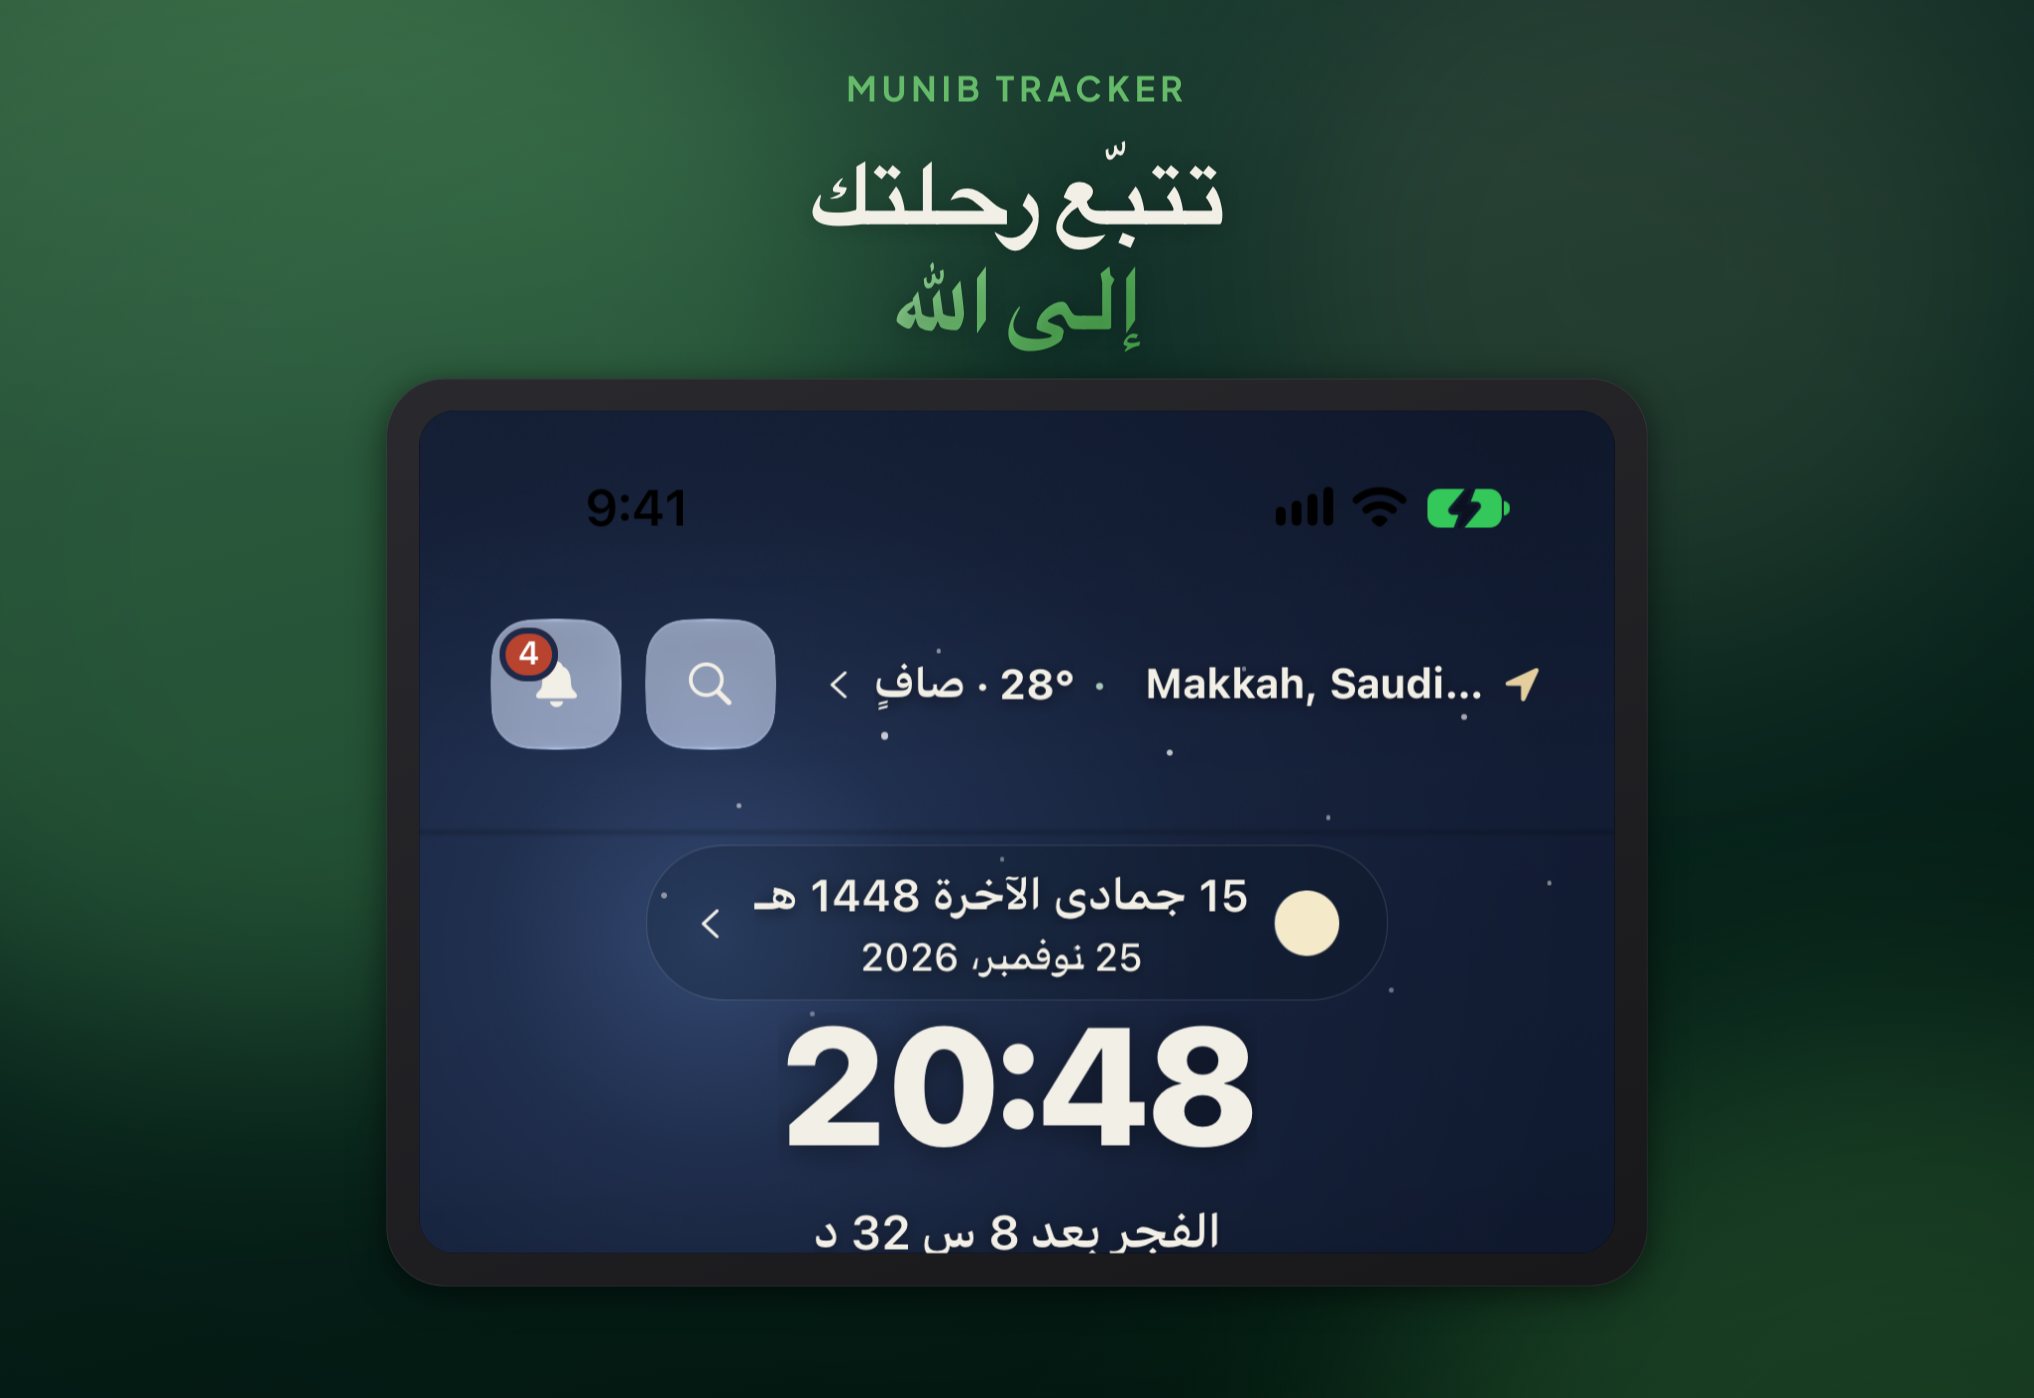 MUNIB TRACKER
تتبّع رحلتك
إلى الله
9:41
Makkah, Saudi... · 28° · صافٍ
4
15 جمادى الآخرة 1448 هـ
25 نوفمبر، 2026
20:48
الفجر بعد 8 س 32 د